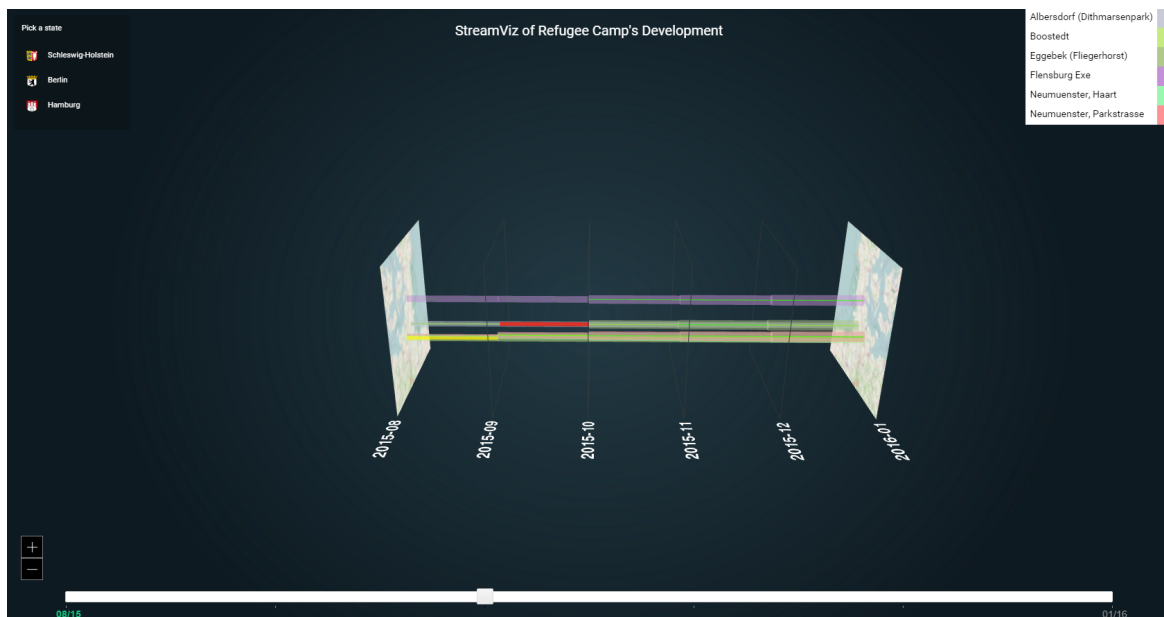 StreamViz of Refugee Camp's Development
Pick a state
Schleswig-Holstein
Berlin
Hamburg
Albersdorf (Dithmarsenpark)
Boostedt
Eggebek (Fliegerhorst)
Flensburg Exe
Neumuenster, Haart
Neumuenster, Parkstrasse
2015-08
2015-09
2015-10
2015-11
2015-12
2016-01
+
−
08/15
01/16